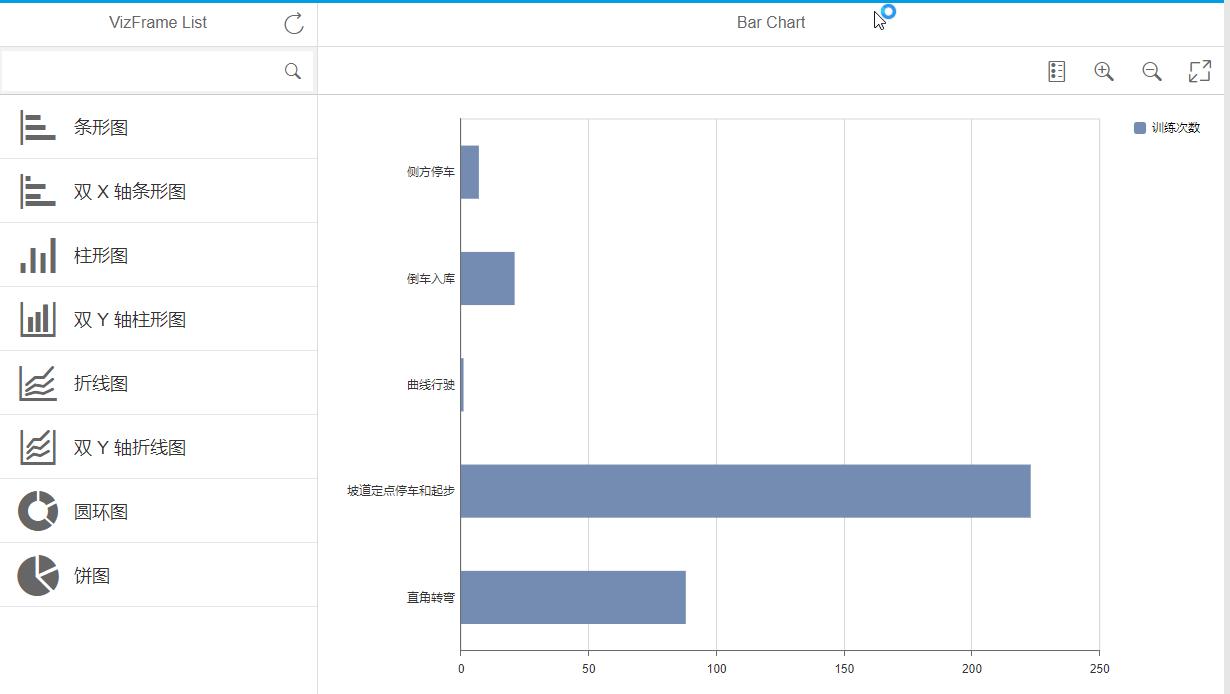 VizFrame List
Bar Chart
条形图
双 X 轴条形图
柱形图
双 Y 轴柱形图
折线图
双 Y 轴折线图
圆环图
饼图
训练次数
侧方停车
倒车入库
曲线行驶
坡道定点停车和起步
直角转弯
0 50 100 150 200 250